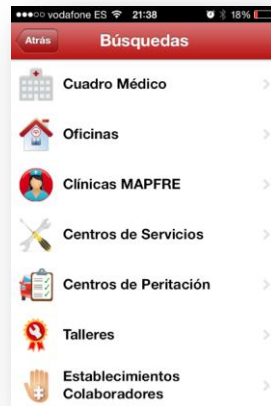 vodafone ES 21:38 18%
Atrás Búsquedas
Cuadro Médico
Oficinas
Clínicas MAPFRE
Centros de Servicios
Centros de Peritación
Talleres
Establecimientos
Colaboradores